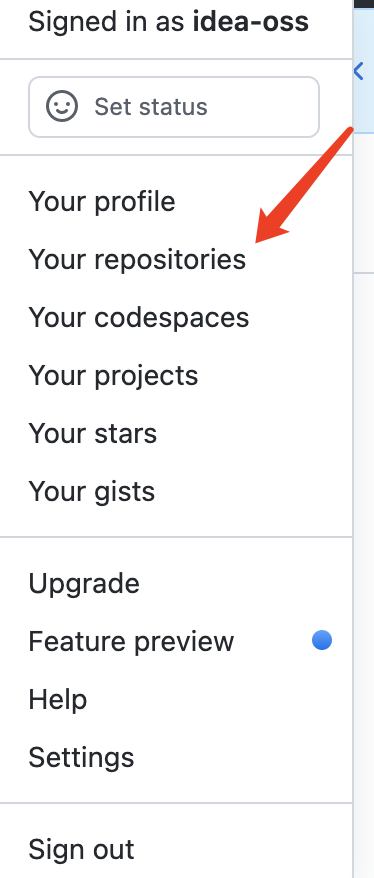 Signed in as idea-oss
Set status
Your profile
Your repositories
Your codespaces
Your projects
Your stars
Your gists
Upgrade
Feature preview
Help
Settings
Sign out